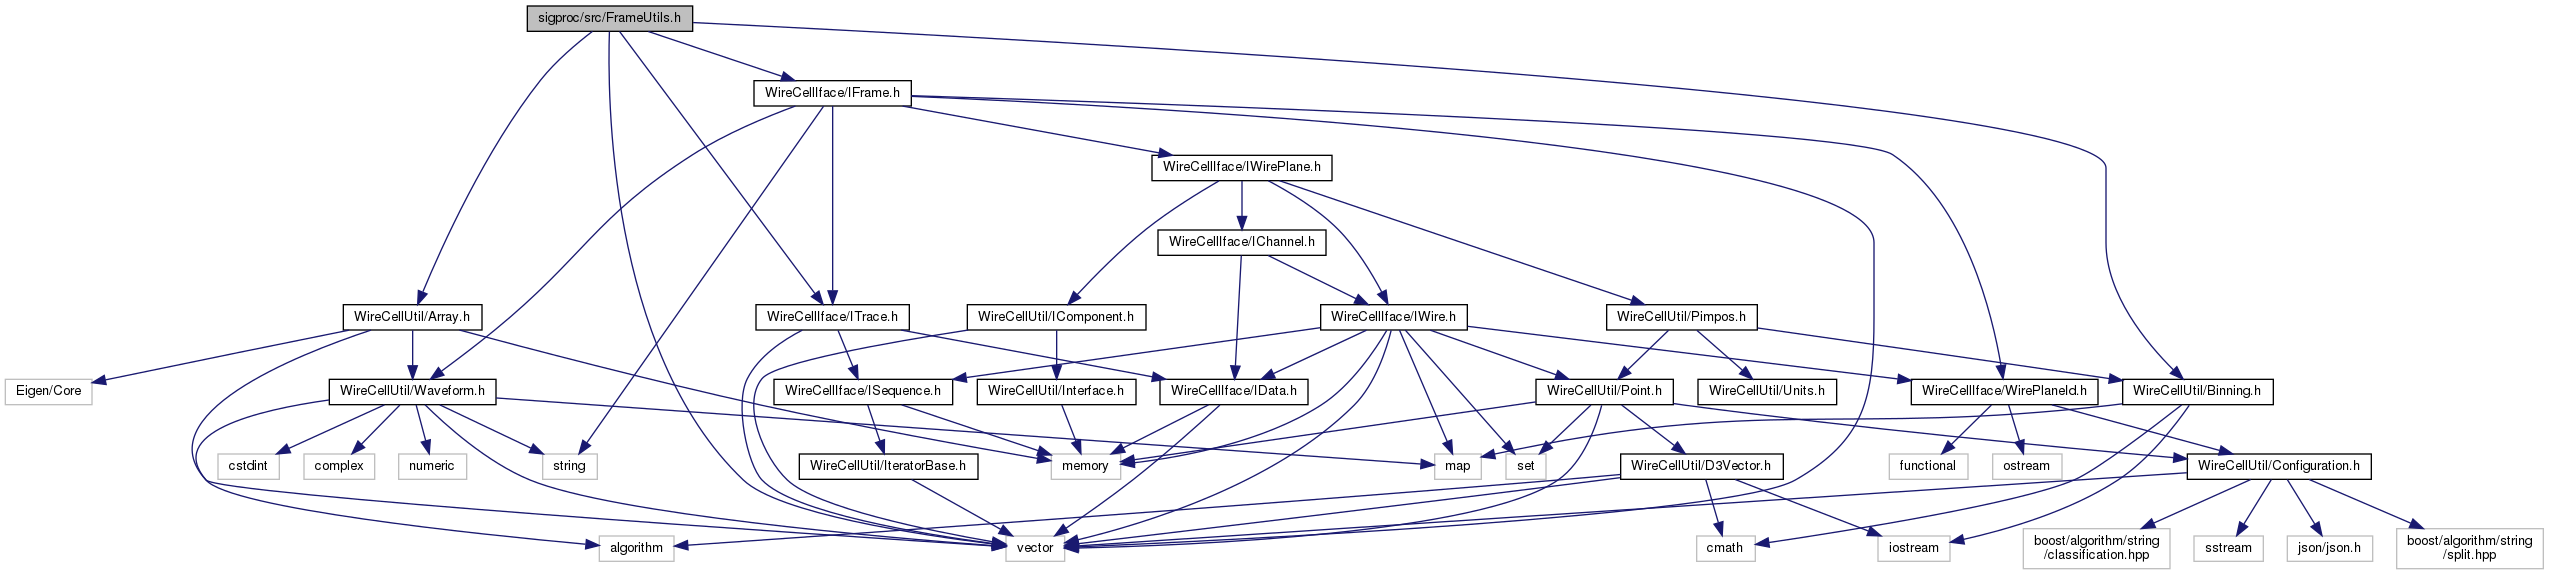 sigproc/src/FrameUtils.h
WireCellIface/IFrame.h
WireCellIface/IWirePlane.h
WireCellIface/IChannel.h
WireCellUtil/Array.h
WireCellIface/ITrace.h
WireCellUtil/IComponent.h
WireCellIface/IWire.h
WireCellUtil/Pimpos.h
Eigen/Core
WireCellUtil/Waveform.h
WireCellIface/ISequence.h
WireCellUtil/Interface.h
WireCellIface/IData.h
WireCellUtil/Point.h
WireCellUtil/Units.h
WireCellIface/WirePlaneId.h
WireCellUtil/Binning.h
cstdint
complex
numeric
string
WireCellUtil/IteratorBase.h
memory
map
set
WireCellUtil/D3Vector.h
functional
ostream
WireCellUtil/Configuration.h
algorithm
vector
cmath
iostream
boost/algorithm/string
/classification.hpp
sstream
json/json.h
boost/algorithm/string
/split.hpp